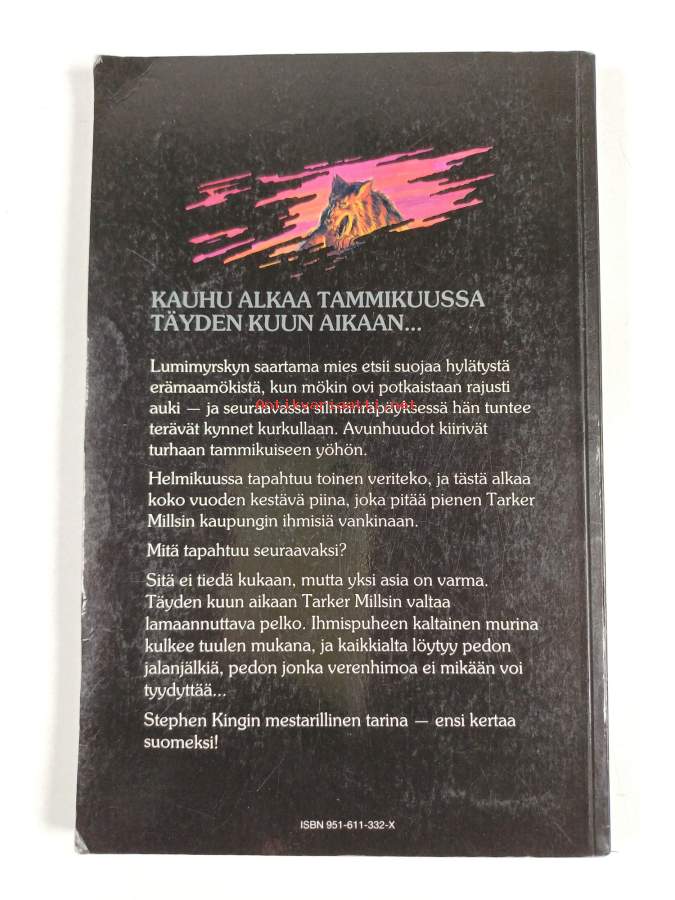 KAUHU ALKAA TAMMIKUUSSA
TÄYDEN KUUN AIKAAN...
Lumimyrskyn saartama mies etsii suojaa hylätystä
erämaamökistä, kun mökin ovi potkaistaan rajusti
auki — ja seuraavassa silmänräpäyksessä hän tuntee
Antikvariaatti.net
terävät kynnet kurkullaan. Avunhuudot kiirivät
turhaan tammikuiseen yöhön.
Helmikuussa tapahtuu toinen veriteko, ja tästä alkaa
koko vuoden kestävä piina, joka pitää pienen Tarker
Millsin kaupungin ihmisiä vankinaan.
Mitä tapahtuu seuraavaksi?
Sitä ei tiedä kukaan, mutta yksi asia on varma.
Täyden kuun aikaan Tarker Millsin valtaa
lamaannuttava pelko. Ihmispuheen kaltainen murina
kulkee tuulen mukana, ja kaikkialta löytyy pedon
jalanjälkiä, pedon jonka verenhimoa ei mikään voi
tyydyttää...
Stephen Kingin mestarillinen tarina — ensi kertaa
suomeksi!
ISBN 951-611-332-X